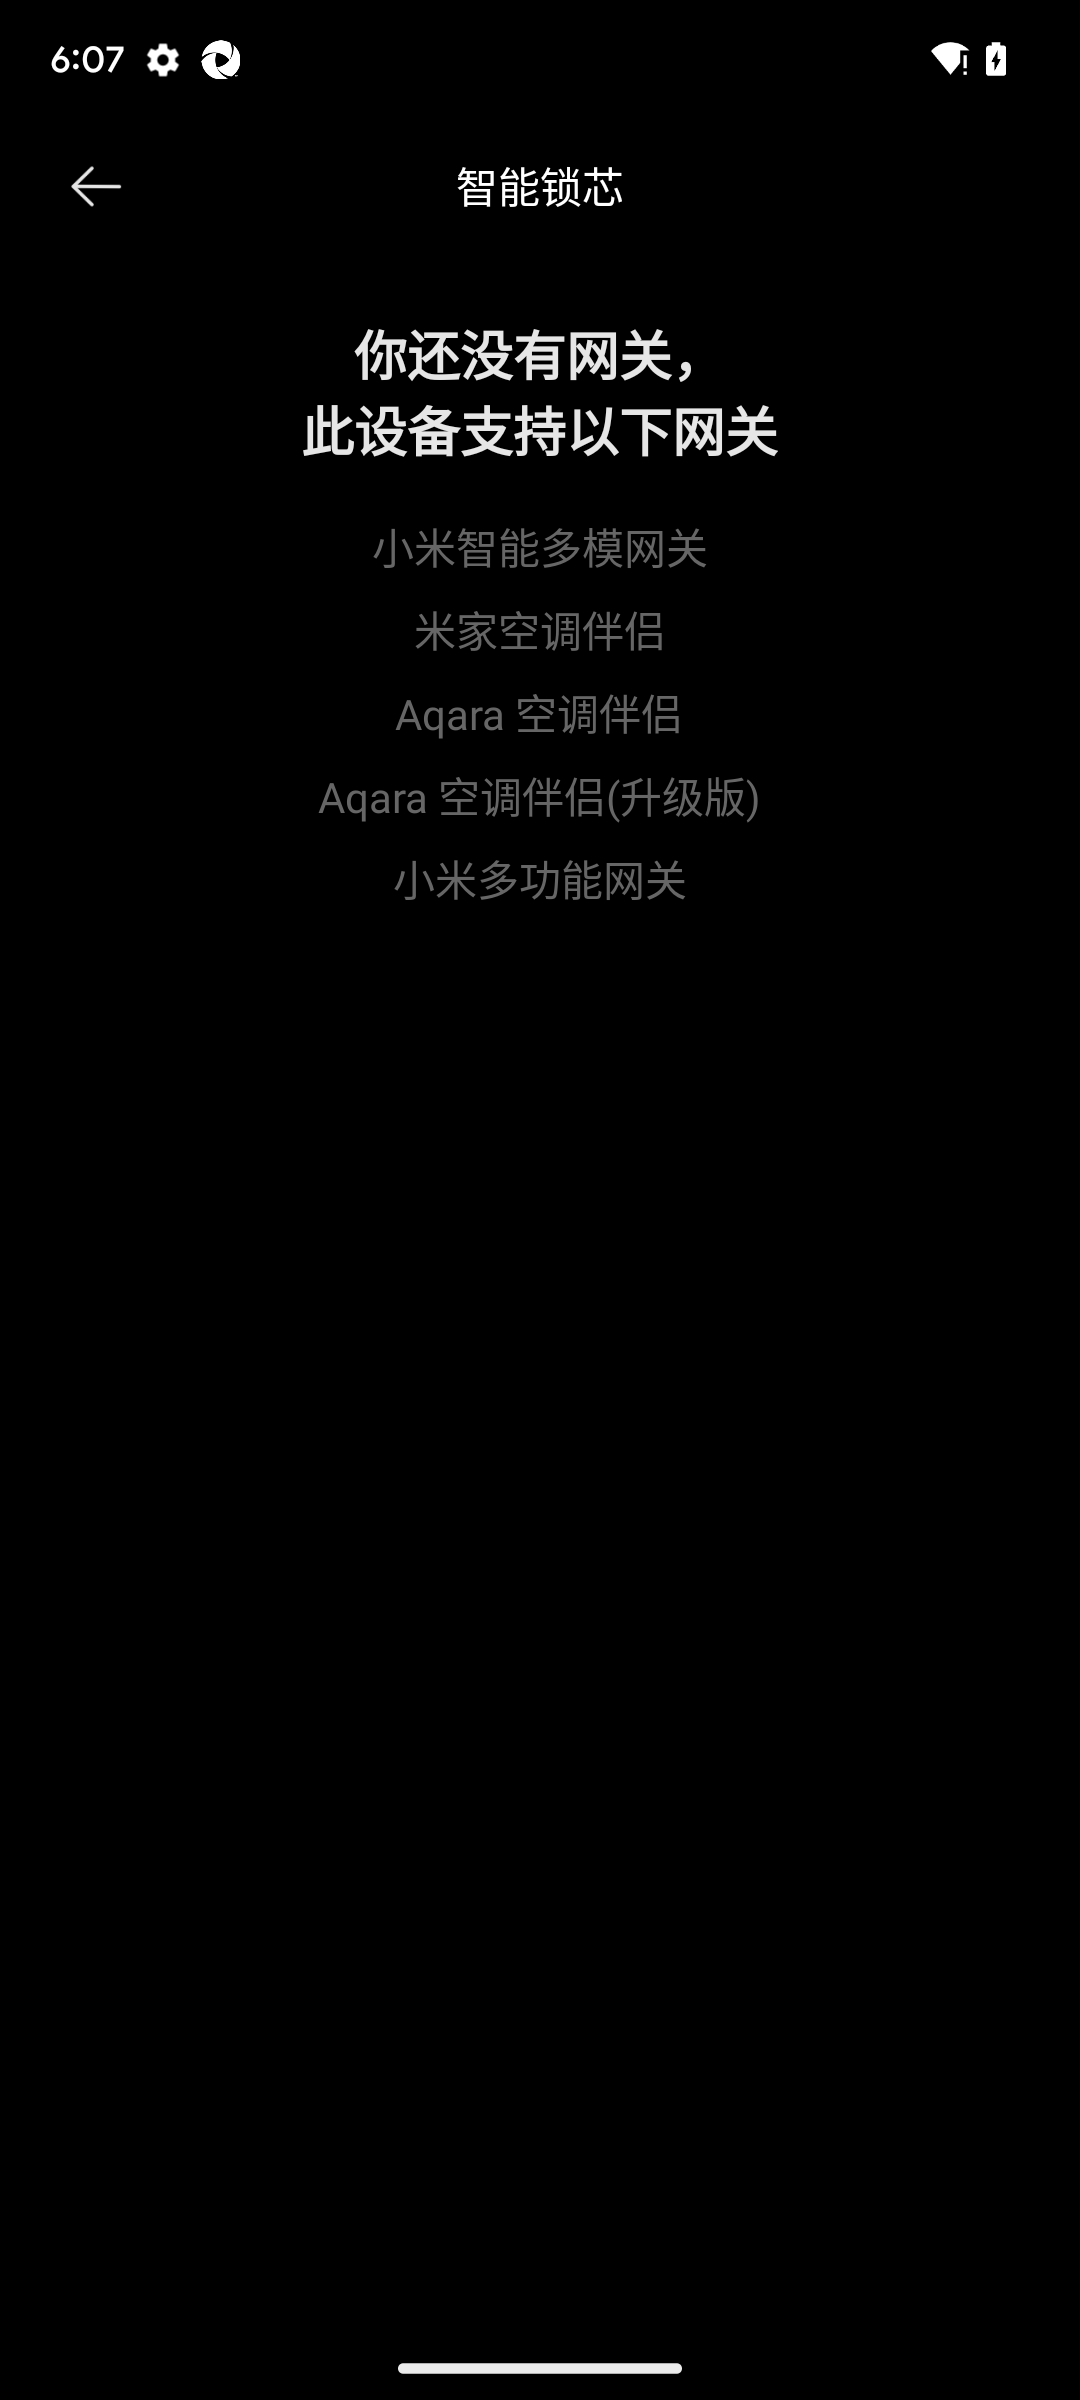 6:07
智能锁芯
你还没有网关，
此设备支持以下网关
小米智能多模网关
米家空调伴侣
Aqara 空调伴侣
Aqara 空调伴侣(升级版)
小米多功能网关